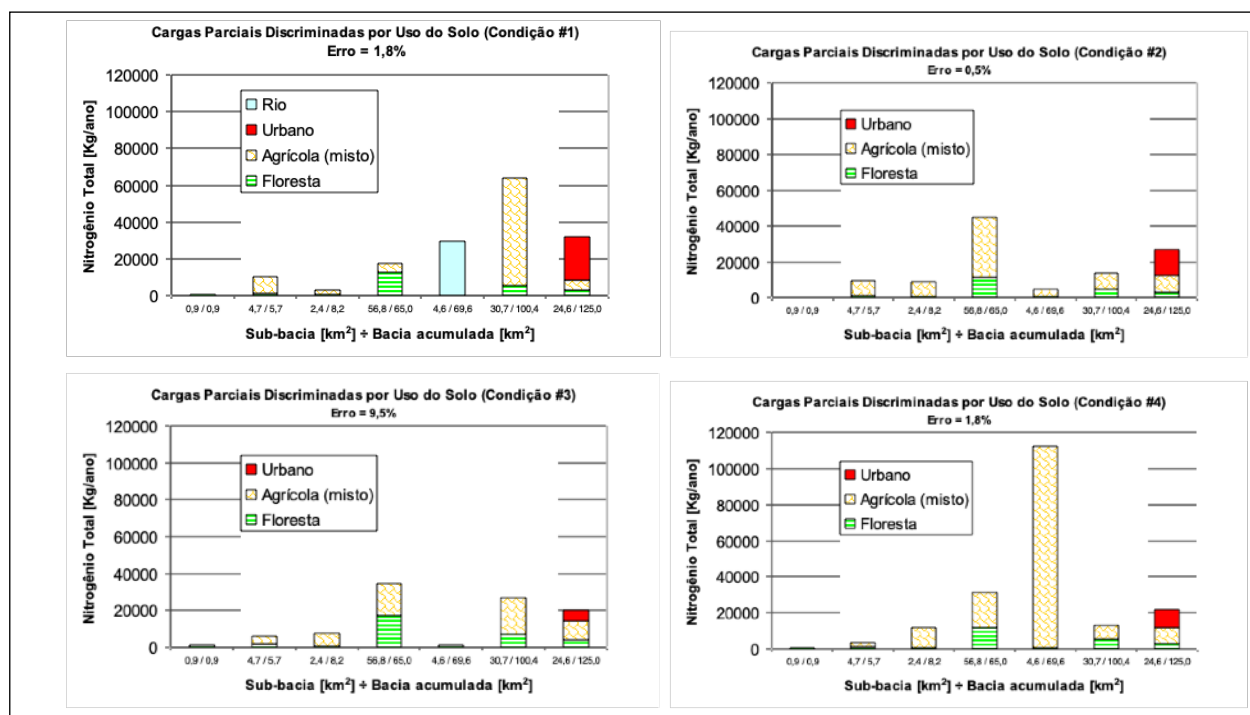 Cargas Parciais Discriminadas por Uso do Solo (Condição #1)
Erro = 1,8%
Nitrogênio Total [Kg/ano]
120000
100000
80000
60000
40000
20000
0
Rio
Urbano
Agrícola (misto)
Floresta
0,9 / 0,9
4,7 / 5,7
2,4 / 8,2
56,8 / 65,0
4,6 / 69,6
30,7 / 100,4
24,6 / 125,0
Sub-bacia [km²] ÷ Bacia acumulada [km²]
Cargas Parciais Discriminadas por Uso do Solo (Condição #2)
Erro = 0,5%
Nitrogênio Total [Kg/ano]
120000
100000
80000
60000
40000
20000
0
Urbano
Agrícola (misto)
Floresta
0,9 / 0,9
4,7 / 5,7
2,4 / 8,2
56,8 / 65,0
4,6 / 69,6
30,7 / 100,4
24,6 / 125,0
Sub-bacia [km²] ÷ Bacia acumulada [km²]
Cargas Parciais Discriminadas por Uso do Solo (Condição #3)
Erro = 9,5%
Nitrogênio Total [Kg/ano]
120000
100000
80000
60000
40000
20000
0
Urbano
Agrícola (misto)
Floresta
0,9 / 0,9
4,7 / 5,7
2,4 / 8,2
56,8 / 65,0
4,6 / 69,6
30,7 / 100,4
24,6 / 125,0
Sub-bacia [km²] ÷ Bacia acumulada [km²]
Cargas Parciais Discriminadas por Uso do Solo (Condição #4)
Erro = 1,8%
Nitrogênio Total [Kg/ano]
120000
100000
80000
60000
40000
20000
0
Urbano
Agrícola (misto)
Floresta
0,9 / 0,9
4,7 / 5,7
2,4 / 8,2
56,8 / 65,0
4,6 / 69,6
30,7 / 100,4
24,6 / 125,0
Sub-bacia [km²] ÷ Bacia acumulada [km²]